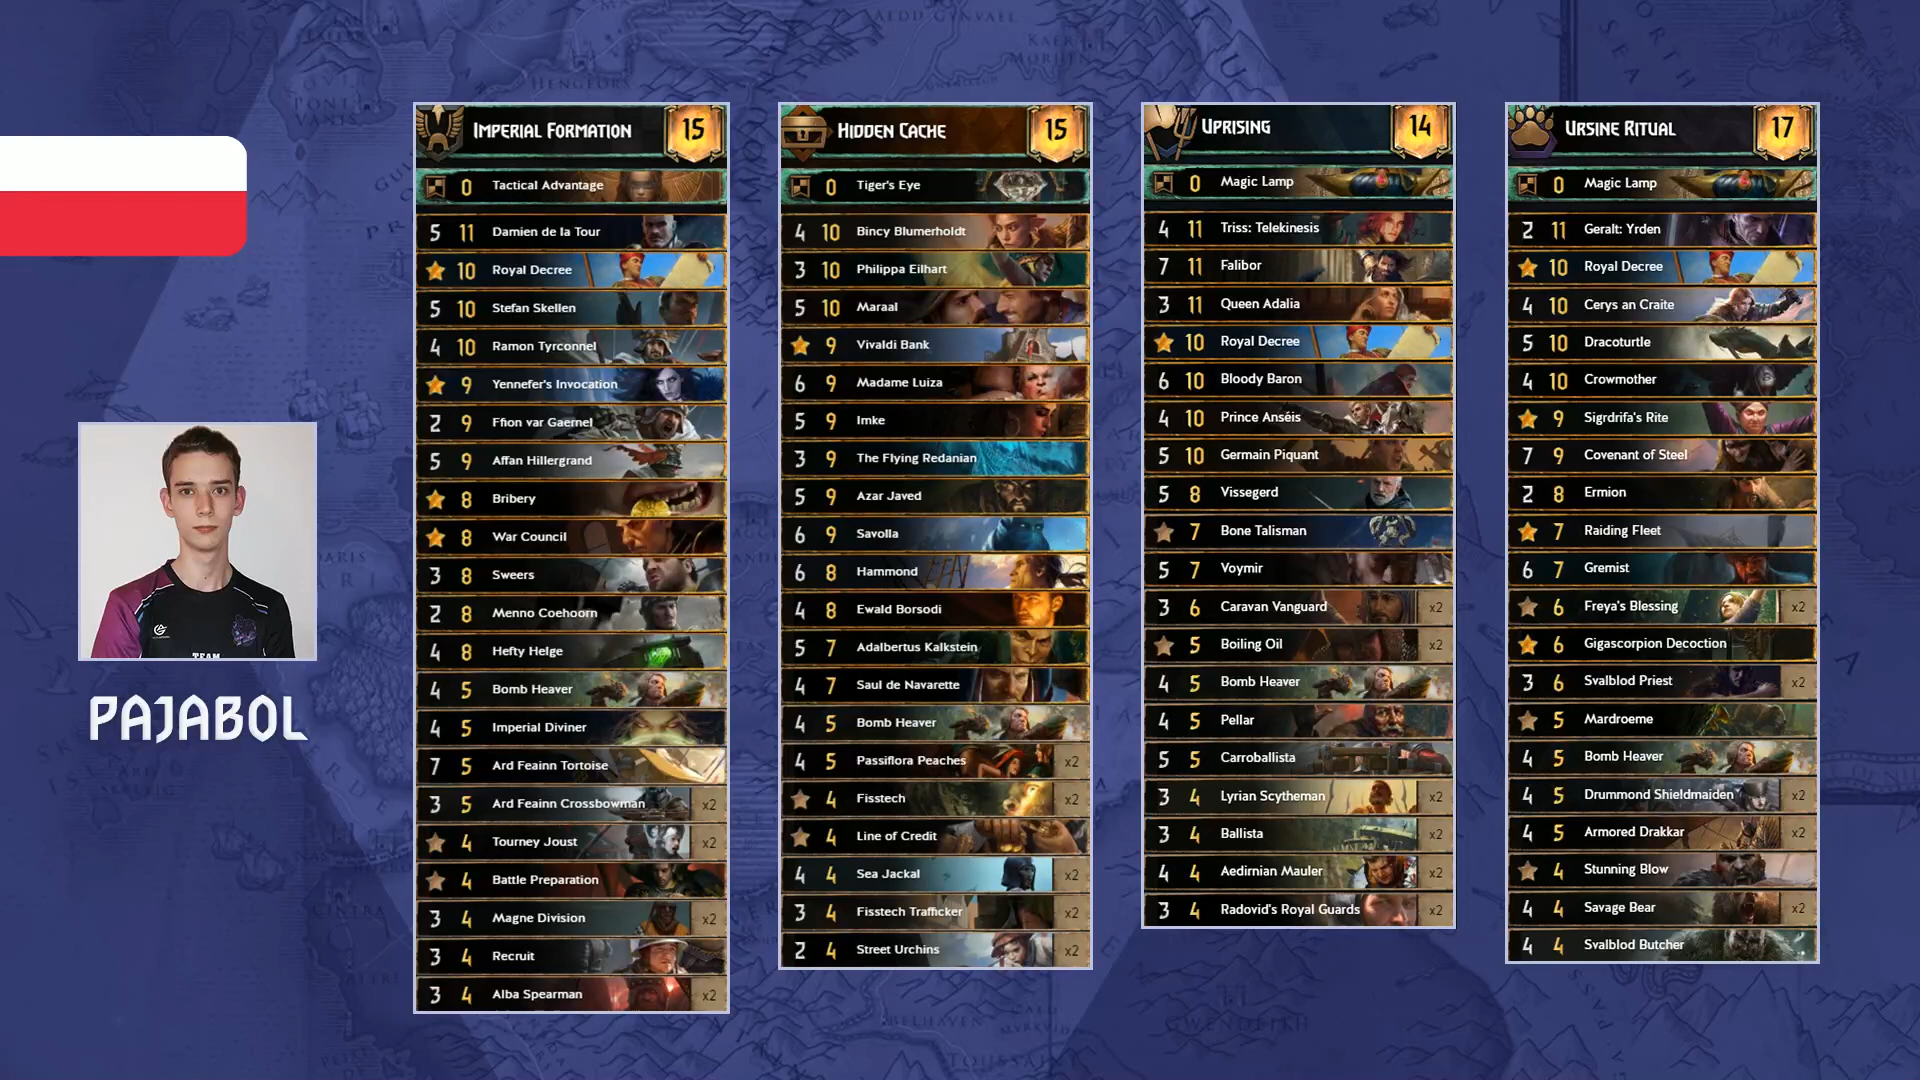 PAJABOL
TEAM
IMPERIAL FORMATION 15
0 Tactical Advantage
5 11 Damien de la Tour
10 Royal Decree
5 10 Stefan Skellen
4 10 Ramon Tyrconnel
9 Yennefer's Invocation
2 9 Ffion var Gaernel
5 9 Affan Hillergrand
8 Bribery
8 War Council
3 8 Sweers
2 8 Menno Coehoorn
4 8 Hefty Helge
4 5 Bomb Heaver
4 5 Imperial Diviner
7 5 Ard Feainn Tortoise
3 5 Ard Feainn Crossbowman x2
4 Tourney Joust x2
4 Battle Preparation
3 4 Magne Division x2
3 4 Recruit
3 4 Alba Spearman x2
HIDDEN CACHE 15
0 Tiger's Eye
4 10 Bincy Blumerholdt
3 10 Philippa Eilhart
5 10 Maraal
9 Vivaldi Bank
6 9 Madame Luiza
5 9 Imke
3 9 The Flying Redanian
5 9 Azar Javed
6 9 Savolla
6 8 Hammond
4 8 Ewald Borsodi
5 7 Adalbertus Kalkstein
4 7 Saul de Navarette
4 5 Bomb Heaver
4 5 Passiflora Peaches x2
4 Fisstech x2
4 Line of Credit x2
4 4 Sea Jackal x2
3 4 Fisstech Trafficker x2
2 4 Street Urchins x2
UPRISING 14
0 Magic Lamp
4 11 Triss: Telekinesis
7 11 Falibor
3 11 Queen Adalia
10 Royal Decree
6 10 Bloody Baron
4 10 Prince Anséis
5 10 Germain Piquant
5 8 Vissegerd
7 Bone Talisman
5 7 Voymir
3 6 Caravan Vanguard x2
5 Boiling Oil x2
4 5 Bomb Heaver
4 5 Pellar
5 5 Carroballista
3 4 Lyrian Scytheman x2
3 4 Ballista x2
4 4 Aedirnian Mauler x2
3 4 Radovid's Royal Guards x2
URSINE RITUAL 17
0 Magic Lamp
2 11 Geralt: Yrden
10 Royal Decree
4 10 Cerys an Craite
5 10 Dracoturtle
4 10 Crowmother
9 Sigrdrifa's Rite
7 9 Covenant of Steel
2 8 Ermion
7 Raiding Fleet
6 7 Gremist
6 Freya's Blessing x2
6 Gigascorpion Decoction
3 6 Svalblod Priest x2
5 Mardroeme
4 5 Bomb Heaver
4 5 Drummond Shieldmaiden x2
4 5 Armored Drakkar x2
4 Stunning Blow
4 4 Savage Bear x2
4 4 Svalblod Butcher